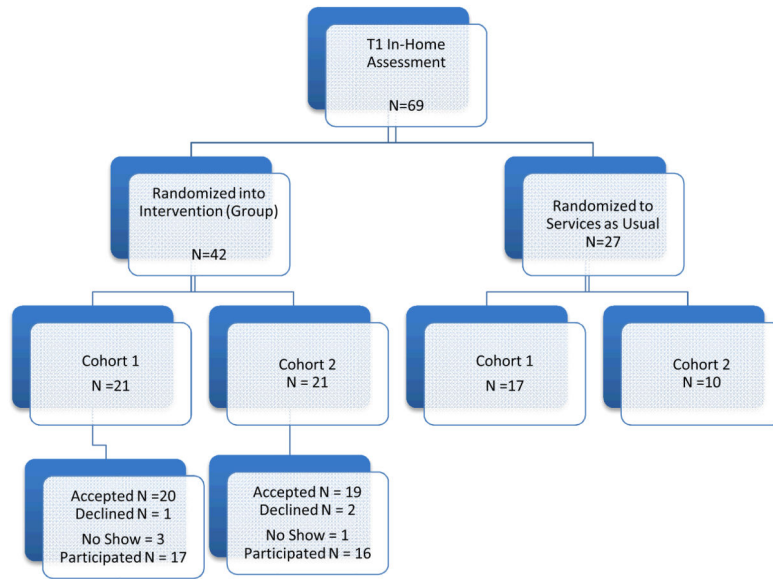 T1 In-Home
Assessment
N=69
Randomized into
Intervention (Group)
N=42
Randomized to
Services as Usual
N=27
Cohort 1
N =21
Cohort 2
N = 21
Cohort 1
N =17
Cohort 2
N =10
Accepted N =20
Declined N = 1
No Show = 3
Participated N = 17
Accepted N = 19
Declined N = 2
No Show = 1
Participated N = 16